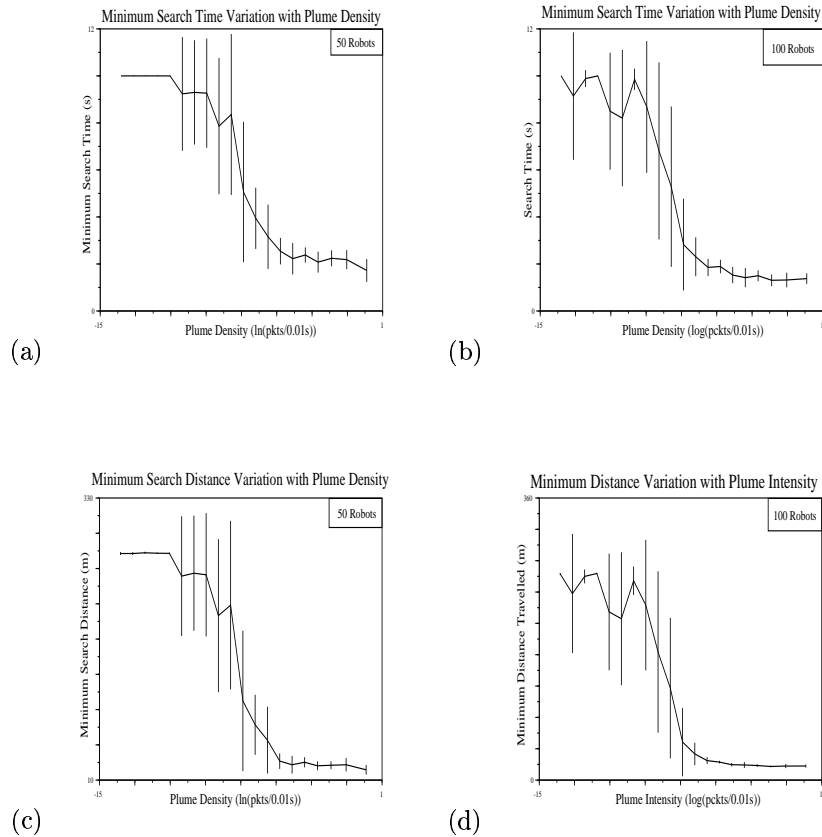 Minimum Search Time Variation with Plume Density
12
50 Robots
Minimum Search Time (s)
0
-15
1
Plume Density (ln(pkts/0.01s))
(a)
Minimum Search Time Variation with Plume Density
12
100 Robots
Search Time (s)
0
-15
1
Plume Density (log(pckts/0.01s))
(b)
Minimum Search Distance Variation with Plume Density
330
50 Robots
Minimum Search Distance (m)
10
-15
1
Plume Density (ln(pkts/0.01s))
(c)
Minimum Distance Variation with Plume Intensity
360
100 Robots
Minimum Distance Travelled (m)
0
-15
1
Plume Intensity (log(pckts/0.01s))
(d)